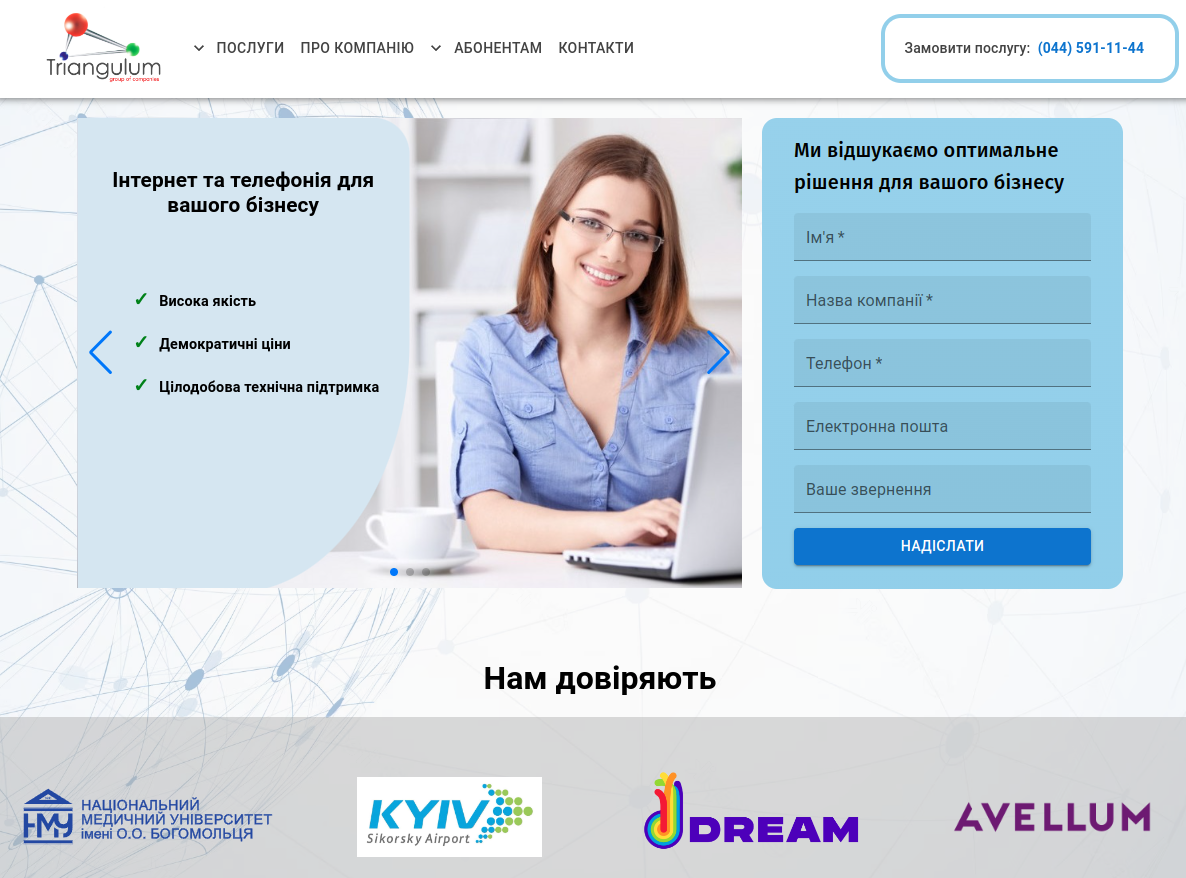 Triangulum
group of companies
ПОСЛУГИ ПРО КОМПАНІЮ АБОНЕНТАМ КОНТАКТИ
Замовити послугу: (044) 591-11-44
Інтернет та телефонія для
вашого бізнесу
✓ Висока якість
✓ Демократичні ціни
✓ Цілодобова технічна підтримка
Ми відшукаємо оптимальне
рішення для вашого бізнесу
Ім'я *
Назва компанії *
Телефон *
Електронна пошта
Ваше звернення
НАДІСЛАТИ
Нам довіряють
НАЦІОНАЛЬНИЙ
МЕДИЧНИЙ УНІВЕРСИТЕТ
імені О.О. БОГОМОЛЬЦЯ
НМУ
KYIV
Sikorsky Airport
DREAM
AVELLUM